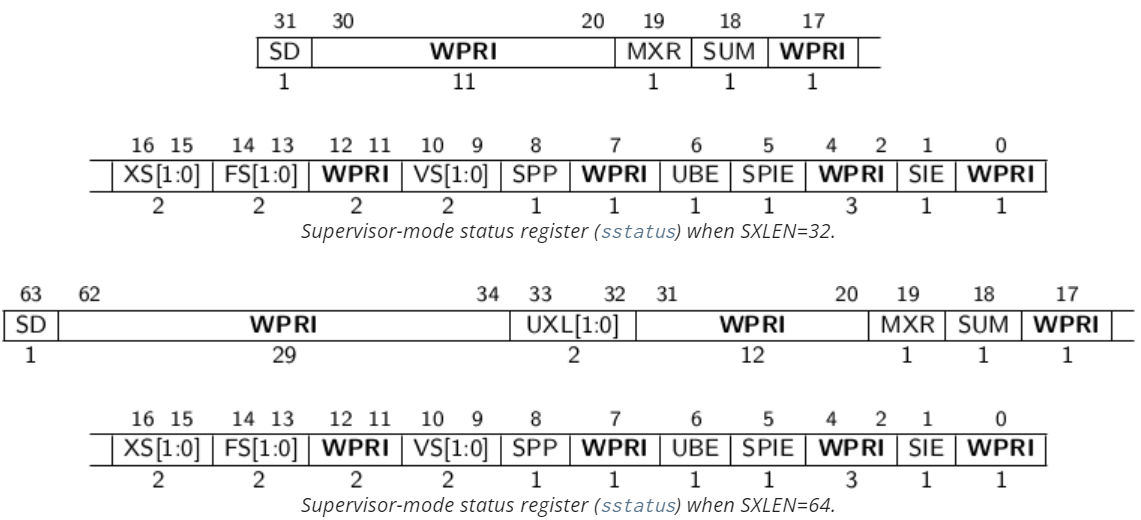 31 30 20 19 18 17
SD WPRI MXR SUM WPRI
1 11 1 1 1
16 15 14 13 12 11 10 9 8 7 6 5 4 2 1 0
XS[1:0] FS[1:0] WPRI VS[1:0] SPP WPRI UBE SPIE WPRI SIE WPRI
2 2 2 2 1 1 1 1 3 1 1
Supervisor-mode status register (sstatus) when SXLEN=32.
63 62 34 33 32 31 20 19 18 17
SD WPRI UXL[1:0] WPRI MXR SUM WPRI
1 29 2 12 1 1 1
16 15 14 13 12 11 10 9 8 7 6 5 4 2 1 0
XS[1:0] FS[1:0] WPRI VS[1:0] SPP WPRI UBE SPIE WPRI SIE WPRI
2 2 2 2 1 1 1 1 3 1 1
Supervisor-mode status register (sstatus) when SXLEN=64.